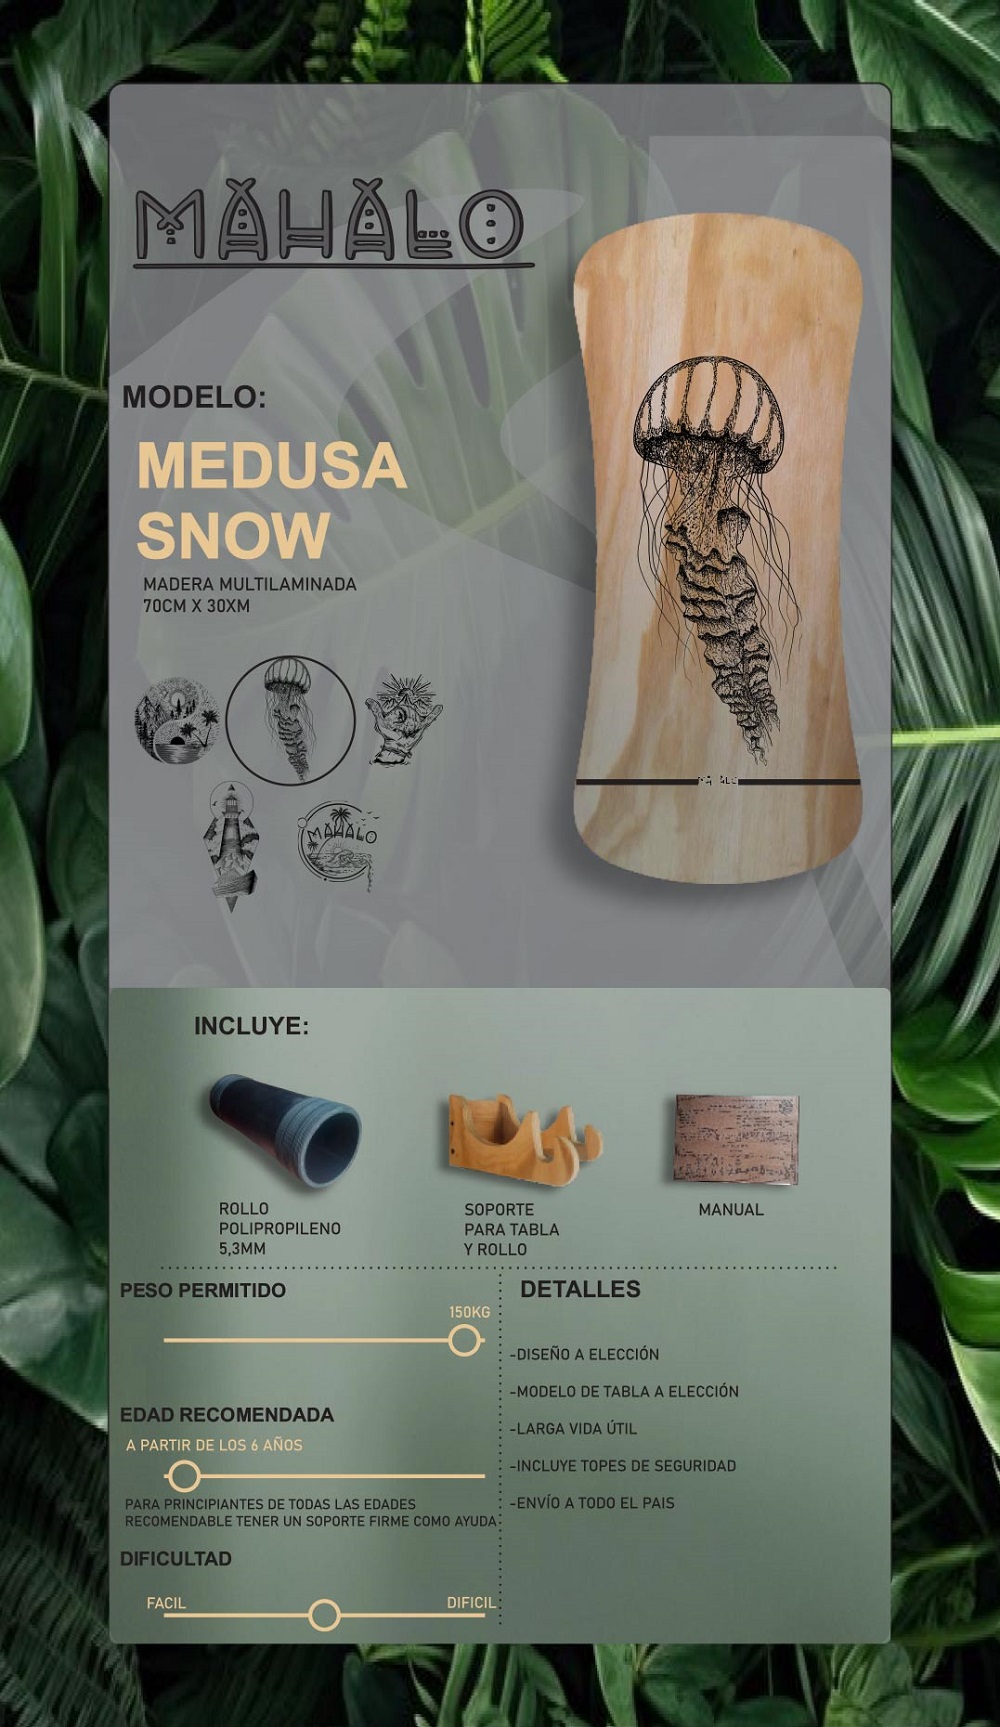 MAHALO
MODELO:
MEDUSA
SNOW
MADERA MULTILAMINADA
70CM X 30XM
MAHALO
INCLUYE:
ROLLO
POLIPROPILENO
5,3MM
SOPORTE
PARA TABLA
Y ROLLO
MANUAL
PESO PERMITIDO
150KG
EDAD RECOMENDADA
A PARTIR DE LOS 6 AÑOS
PARA PRINCIPIANTES DE TODAS LAS EDADES
RECOMENDABLE TENER UN SOPORTE FIRME COMO AYUDA
DIFICULTAD
FACIL
DIFICIL
DETALLES
-DISEÑO A ELECCIÓN
-MODELO DE TABLA A ELECCIÓN
-LARGA VIDA ÚTIL
-INCLUYE TOPES DE SEGURIDAD
-ENVÍO A TODO EL PAIS